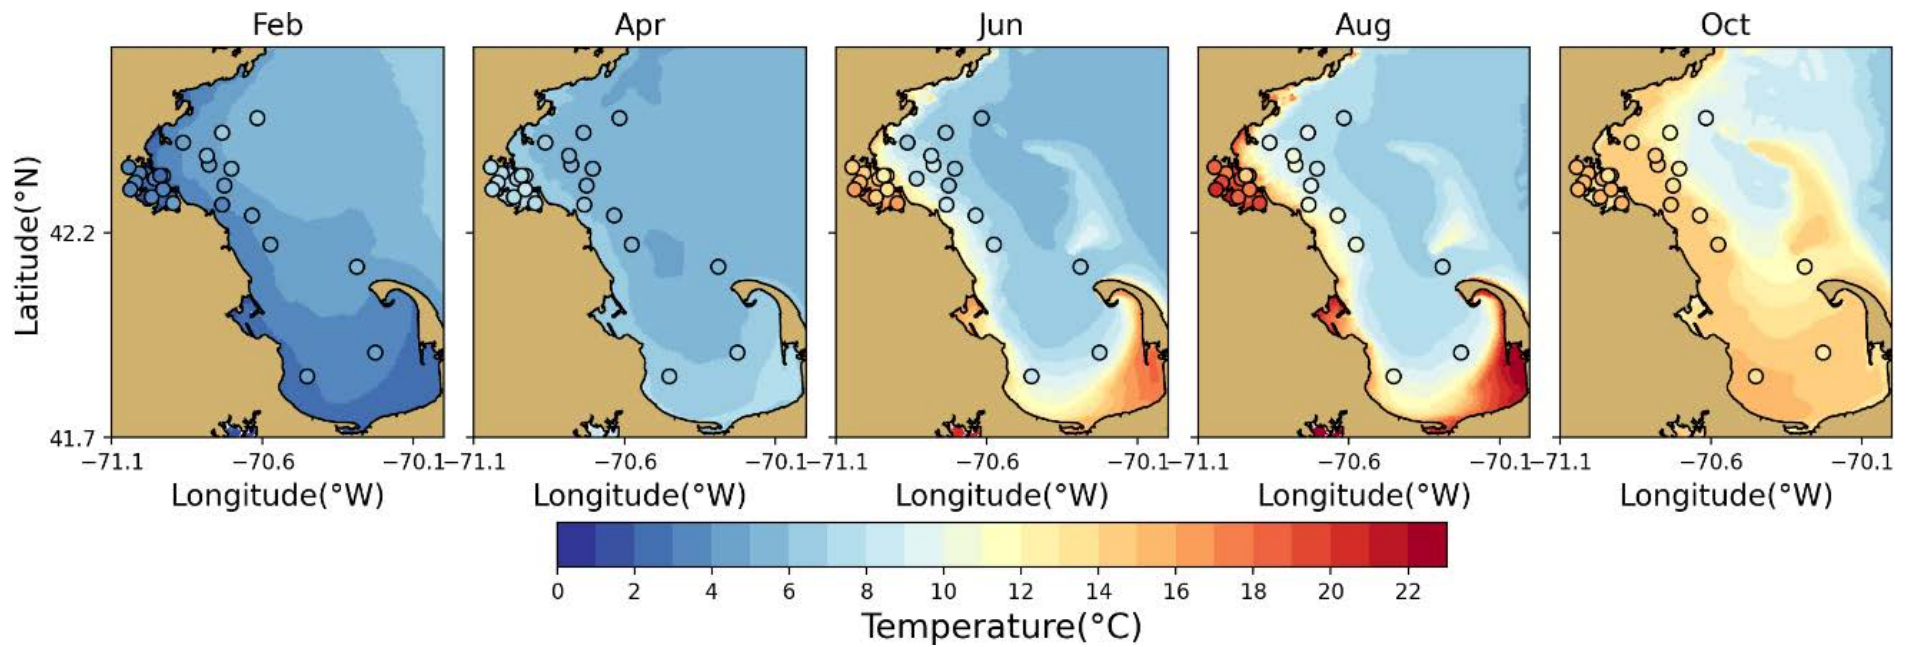 Feb Apr Jun Aug Oct
Latitude(°N)
42.2
41.7
−71.1 −70.6 −70.1 −71.1 −70.6 −70.1 −71.1 −70.6 −70.1 −71.1 −70.6 −70.1 −71.1 −70.6 −70.1
Longitude(°W) Longitude(°W) Longitude(°W) Longitude(°W) Longitude(°W)
0 2 4 6 8 10 12 14 16 18 20 22
Temperature(°C)